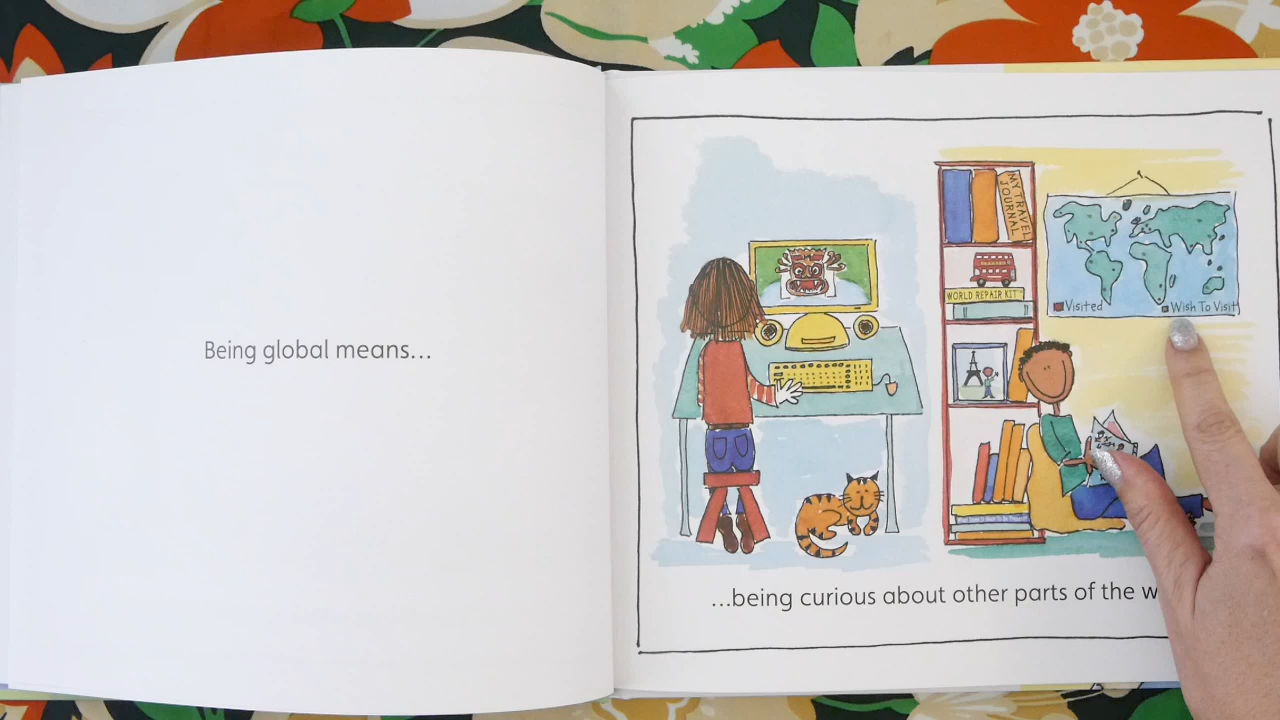 Being global means...
MY TRAVEL
JOURNAL
WORLD REPAIR KIT
Visited
Wish To Visit
...being curious about other parts of the